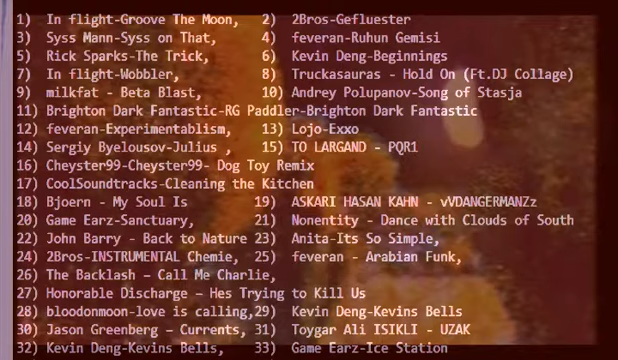 1) In flight-Groove The Moon, 2) 2Bros-Gefluester
3) Syss Mann-Syss on That, 4) feveran-Ruhun Gemisi
5) Rick Sparks-The Trick, 6) Kevin Deng-Beginnings
7) In flight-Wobbler, 8) Truckasauras - Hold On (Ft.DJ Collage)
9) milkfat - Beta Blast, 10) Andrey Polupanov-Song of Stasja
11) Brighton Dark Fantastic-RG Paddler-Brighton Dark Fantastic
12) feveran-Experimentablism, 13) Lojo-Exxo
14) Sergiy Byelousov-Julius , 15) TO LARGAND - PQR1
16) Cheyster99-Cheyster99- Dog Toy Remix
17) CoolSoundtracks-Cleaning the Kitchen
18) Bjoern - My Soul Is 19) ASKARI HASAN KAHN - vVDANGERMANZz
20) Game Earz-Sanctuary, 21) Nonentity - Dance with Clouds of South
22) John Barry - Back to Nature 23) Anita-Its So Simple,
24) 2Bros-INSTRUMENTAL Chemie, 25) feveran - Arabian Funk,
26) The Backlash – Call Me Charlie,
27) Honorable Discharge – Hes Trying to Kill Us
28) bloodonmoon-love is calling,29) Kevin Deng-Kevins Bells
30) Jason Greenberg – Currents, 31) Toygar Ali ISIKLI - UZAK
32) Kevin Deng-Kevins Bells, 33) Game Earz-Ice Station